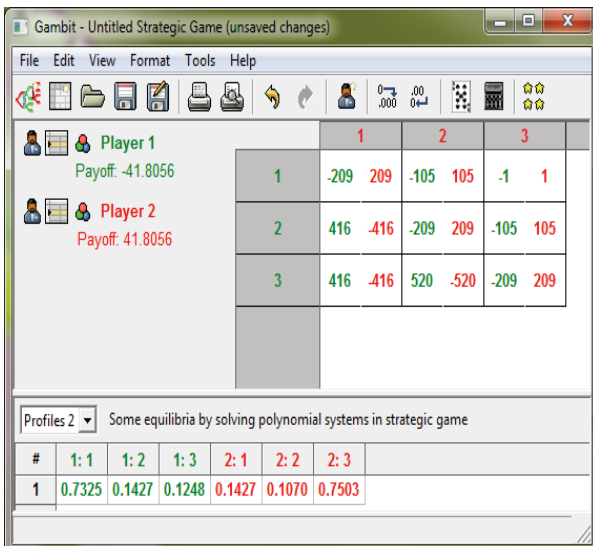 Gambit - Untitled Strategic Game (unsaved changes)
File Edit View Format Tools Help
Player 1
Payoff: -41.8056
Player 2
Payoff: 41.8056
1 2 3
1 -209 209 -105 105 -1 1
2 416 -416 -209 209 -105 105
3 416 -416 520 -520 -209 209
Profiles 2 Some equilibria by solving polynomial systems in strategic game
# 1: 1 1: 2 1: 3 2: 1 2: 2 2: 3
1 0.7325 0.1427 0.1248 0.1427 0.1070 0.7503